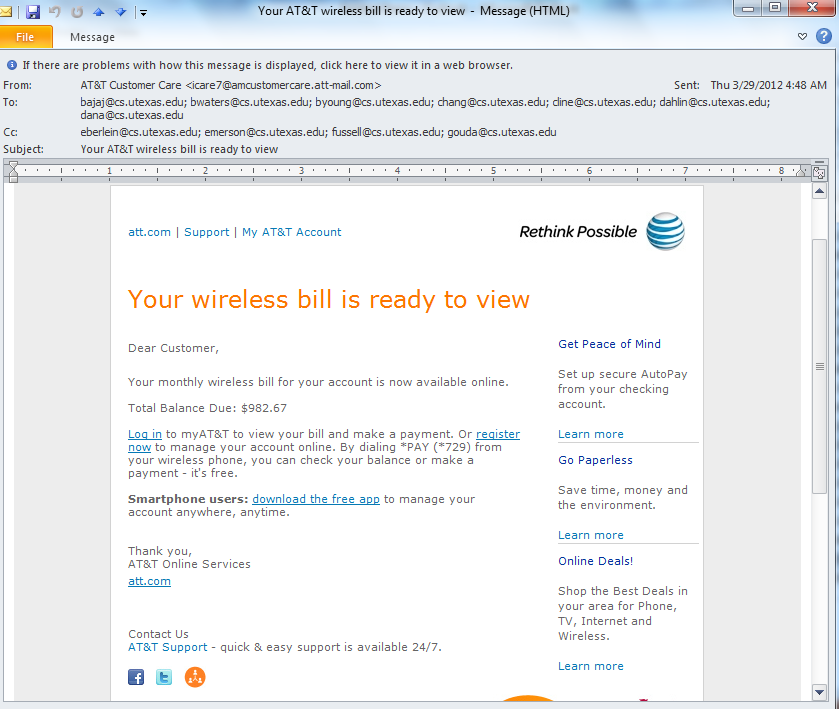 Your AT&T wireless bill is ready to view - Message (HTML)
File Message
If there are problems with how this message is displayed, click here to view it in a web browser.
From: AT&T Customer Care <icare7@amcustomercare.att-mail.com> Sent: Thu 3/29/2012 4:48 AM
To: bajaj@cs.utexas.edu; bwaters@cs.utexas.edu; byoung@cs.utexas.edu; chang@cs.utexas.edu; cline@cs.utexas.edu; dahlin@cs.utexas.edu;
dana@cs.utexas.edu
Cc: eberlein@cs.utexas.edu; emerson@cs.utexas.edu; fussell@cs.utexas.edu; gouda@cs.utexas.edu
Subject: Your AT&T wireless bill is ready to view
1 2 3 4 5 6 7 8
att.com | Support | My AT&T Account
Rethink Possible
Your wireless bill is ready to view
Dear Customer,
Your monthly wireless bill for your account is now available online.
Total Balance Due: $982.67
Log in to myAT&T to view your bill and make a payment. Or register
now to manage your account online. By dialing *PAY (*729) from
your wireless phone, you can check your balance or make a
payment - it's free.
Smartphone users: download the free app to manage your
account anywhere, anytime.
Thank you,
AT&T Online Services
att.com
Contact Us
AT&T Support - quick & easy support is available 24/7.
Get Peace of Mind
Set up secure AutoPay
from your checking
account.
Learn more
Go Paperless
Save time, money and
the environment.
Learn more
Online Deals!
Shop the Best Deals in
your area for Phone,
TV, Internet and
Wireless.
Learn more